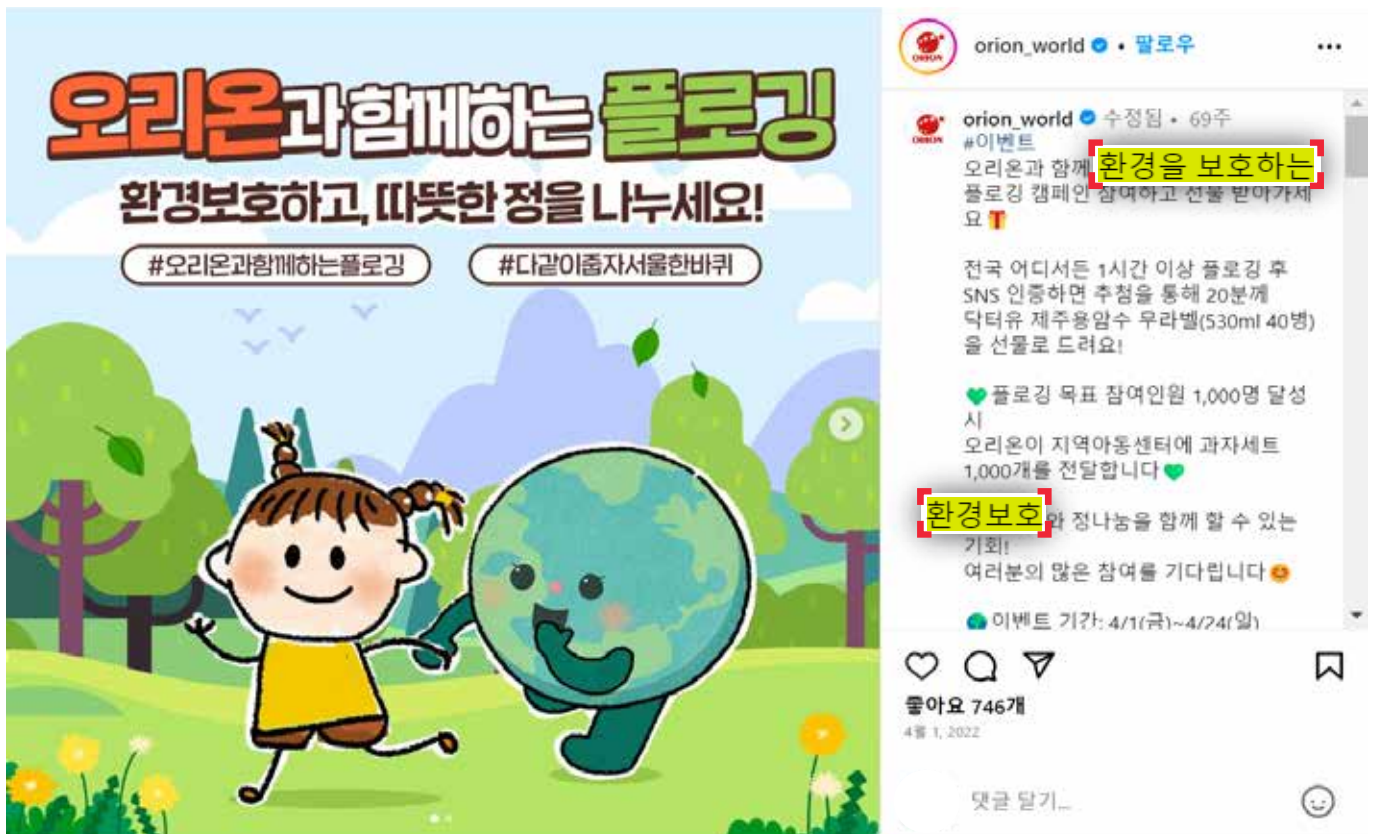 오리온과 함께하는 플로깅
환경보호하고, 따뜻한 정을 나누세요!
#오리온과함께하는플로깅 #다같이줍자서울한바퀴
orion_world • 팔로우
ORION
orion_world 수정됨 • 69주
ORION
#이벤트
오리온과 함께 환경을 보호하는
플로깅 캠페인 참여하고 선물 받아가세
요
전국 어디서든 1시간 이상 플로깅 후
SNS 인증하면 추첨을 통해 20분께
닥터유 제주용암수 무라벨(530ml 40병)
을 선물로 드려요!
플로깅 목표 참여인원 1,000명 달성
시
오리온이 지역아동센터에 과자세트
1,000개를 전달합니다
환경보호와 정나눔을 함께 할 수 있는
기회!
여러분의 많은 참여를 기다립니다
이벤트 기간: 4/1(금)~4/24(일)
좋아요 746개
4월 1, 2022
댓글 달기...